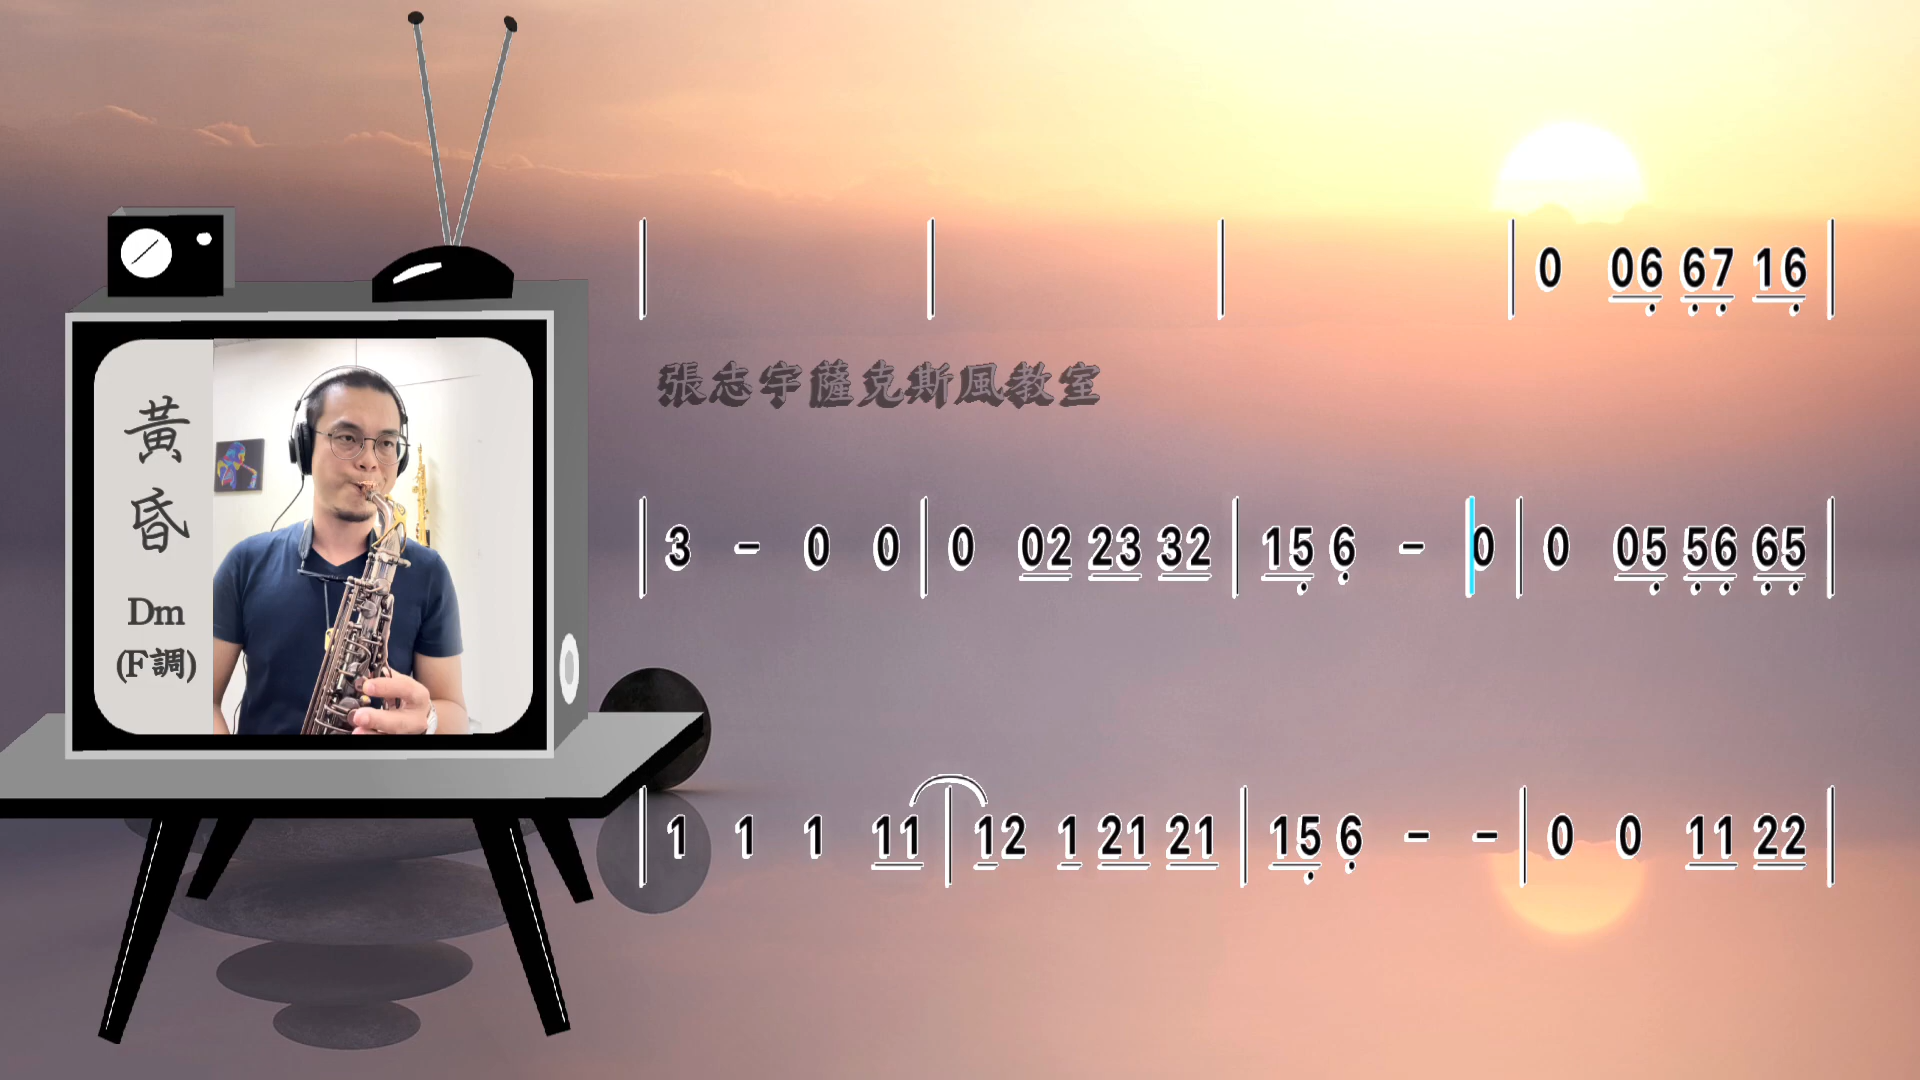 黃昏
Dm
(F調)
0 06 67 16
張志宇薩克斯風教室
3 - 0 0 | 0 02 23 32 | 15 6 - 0 | 0 05 56 65
1 1 1 11 | 12 1 21 21 | 15 6 - - | 0 0 11 22